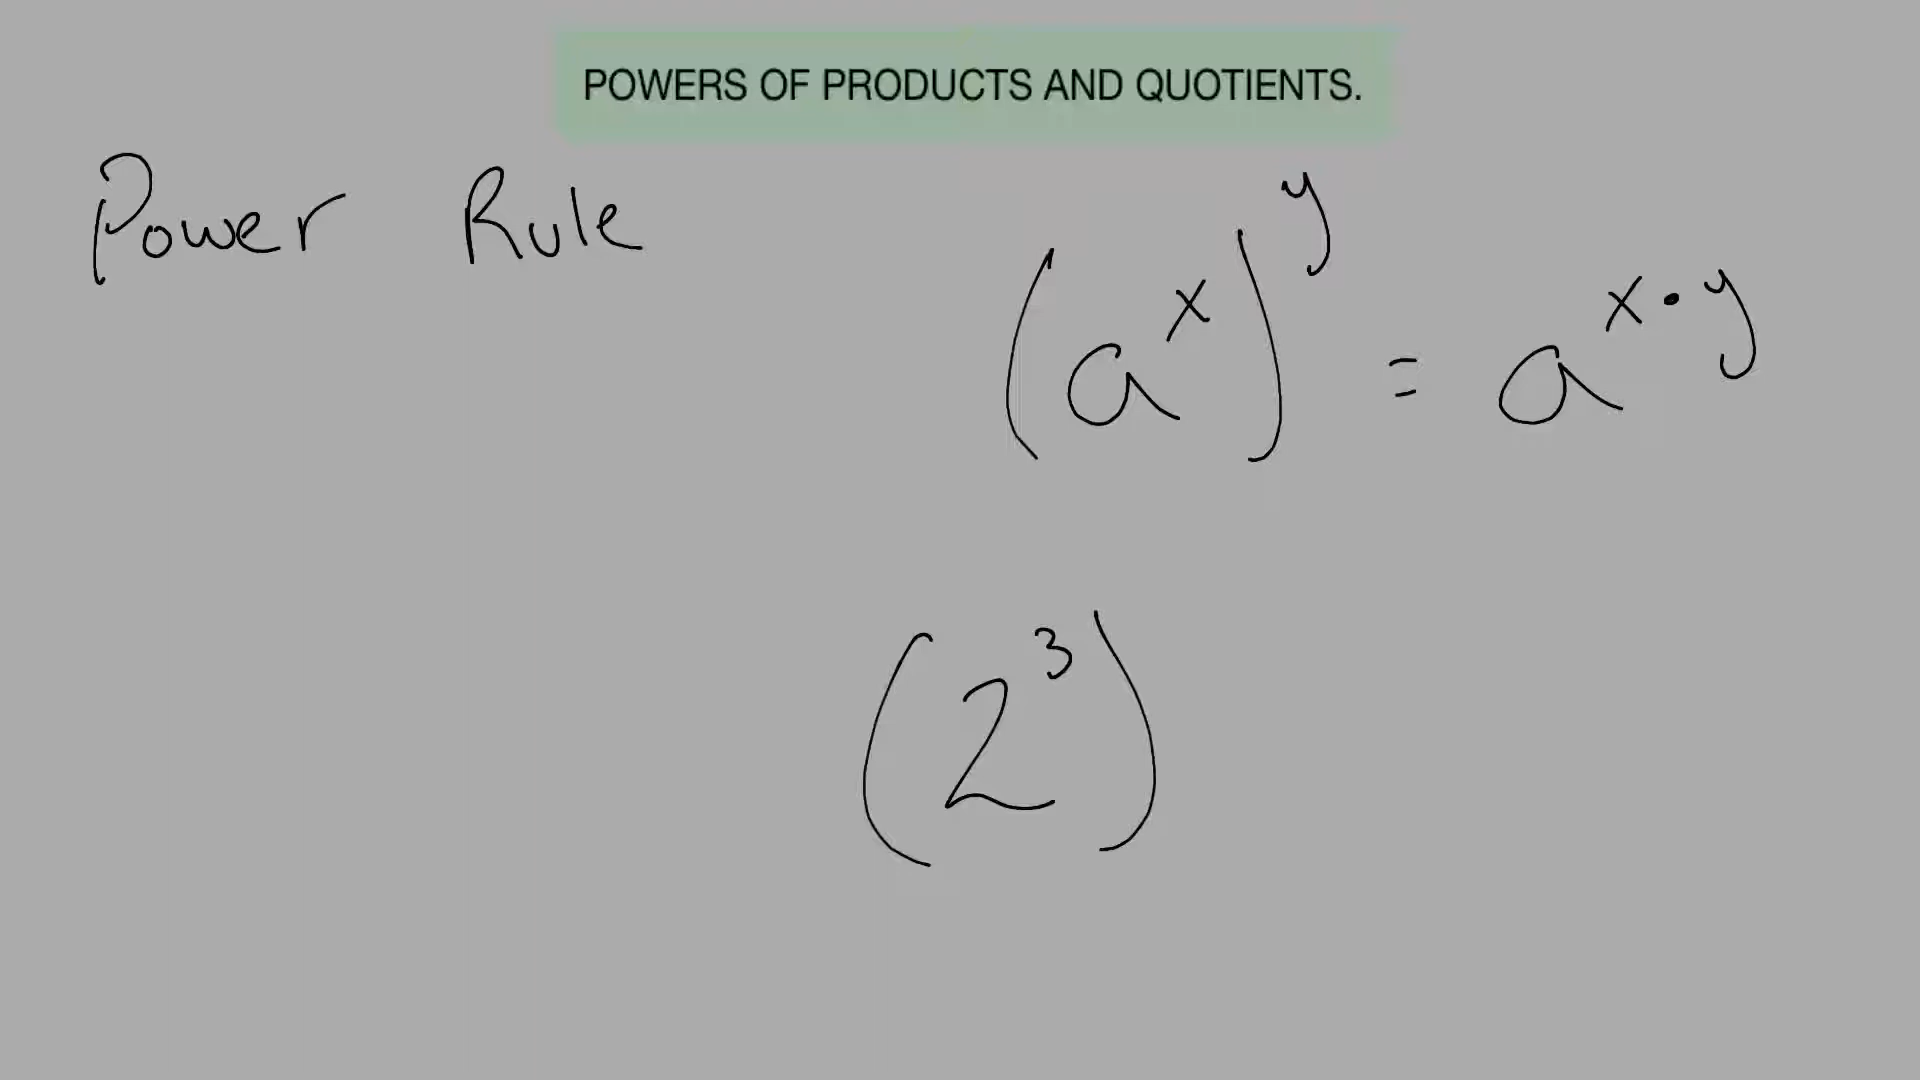 POWERS OF PRODUCTS AND QUOTIENTS.
Power Rule
(a^x)^y = a^{x·y}
(2^3)